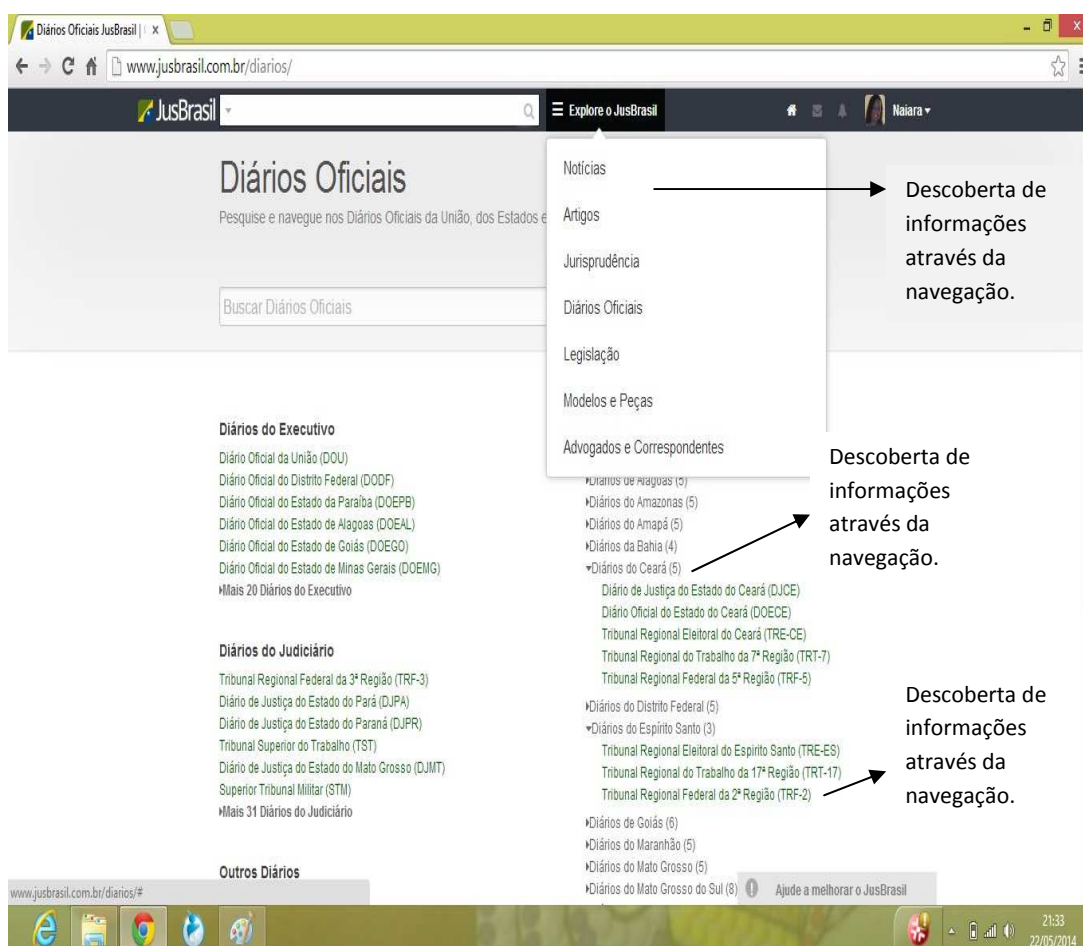 Diários Oficiais JusBrasil |
www.jusbrasil.com.br/diarios/
JusBrasil
Explore o JusBrasil
Naiara
Diários Oficiais
Pesquise e navegue nos Diários Oficiais da União, dos Estados e
Buscar Diários Oficiais
Notícias
Artigos
Jurisprudência
Diários Oficiais
Legislação
Modelos e Peças
Advogados e Correspondentes
Descoberta de
informações
através da
navegação.
Diários do Executivo
Diário Oficial da União (DOU)
Diário Oficial do Distrito Federal (DODF)
Diário Oficial do Estado da Paraíba (DOEPB)
Diário Oficial do Estado de Alagoas (DOEAL)
Diário Oficial do Estado de Goiás (DOEGO)
Diário Oficial do Estado de Minas Gerais (DOEMG)
Mais 20 Diários do Executivo
Diários do Judiciário
Tribunal Regional Federal da 3ª Região (TRF-3)
Diário de Justiça do Estado do Pará (DJPA)
Diário de Justiça do Estado do Paraná (DJPR)
Tribunal Superior do Trabalho (TST)
Diário de Justiça do Estado do Mato Grosso (DJMT)
Superior Tribunal Militar (STM)
Mais 31 Diários do Judiciário
Outros Diários
Diários de Alagoas (5)
Diários do Amazonas (5)
Diários do Amapá (5)
Diários da Bahia (4)
Diários do Ceará (5)
Diário de Justiça do Estado do Ceará (DJCE)
Diário Oficial do Estado do Ceará (DOECE)
Tribunal Regional Eleitoral do Ceará (TRE-CE)
Tribunal Regional do Trabalho da 7ª Região (TRT-7)
Tribunal Regional Federal da 5ª Região (TRF-5)
Diários do Distrito Federal (5)
Diários do Espírito Santo (3)
Tribunal Regional Eleitoral do Espirito Santo (TRE-ES)
Tribunal Regional do Trabalho da 17ª Região (TRT-17)
Tribunal Regional Federal da 2ª Região (TRF-2)
Diários de Goiás (6)
Diários do Maranhão (5)
Diários do Mato Grosso (5)
Diários do Mato Grosso do Sul (8)
Descoberta de
informações
através da
navegação.
Descoberta de
informações
através da
navegação.
Ajude a melhorar o JusBrasil
www.jusbrasil.com.br/diarios/#
21:33
22/05/2014